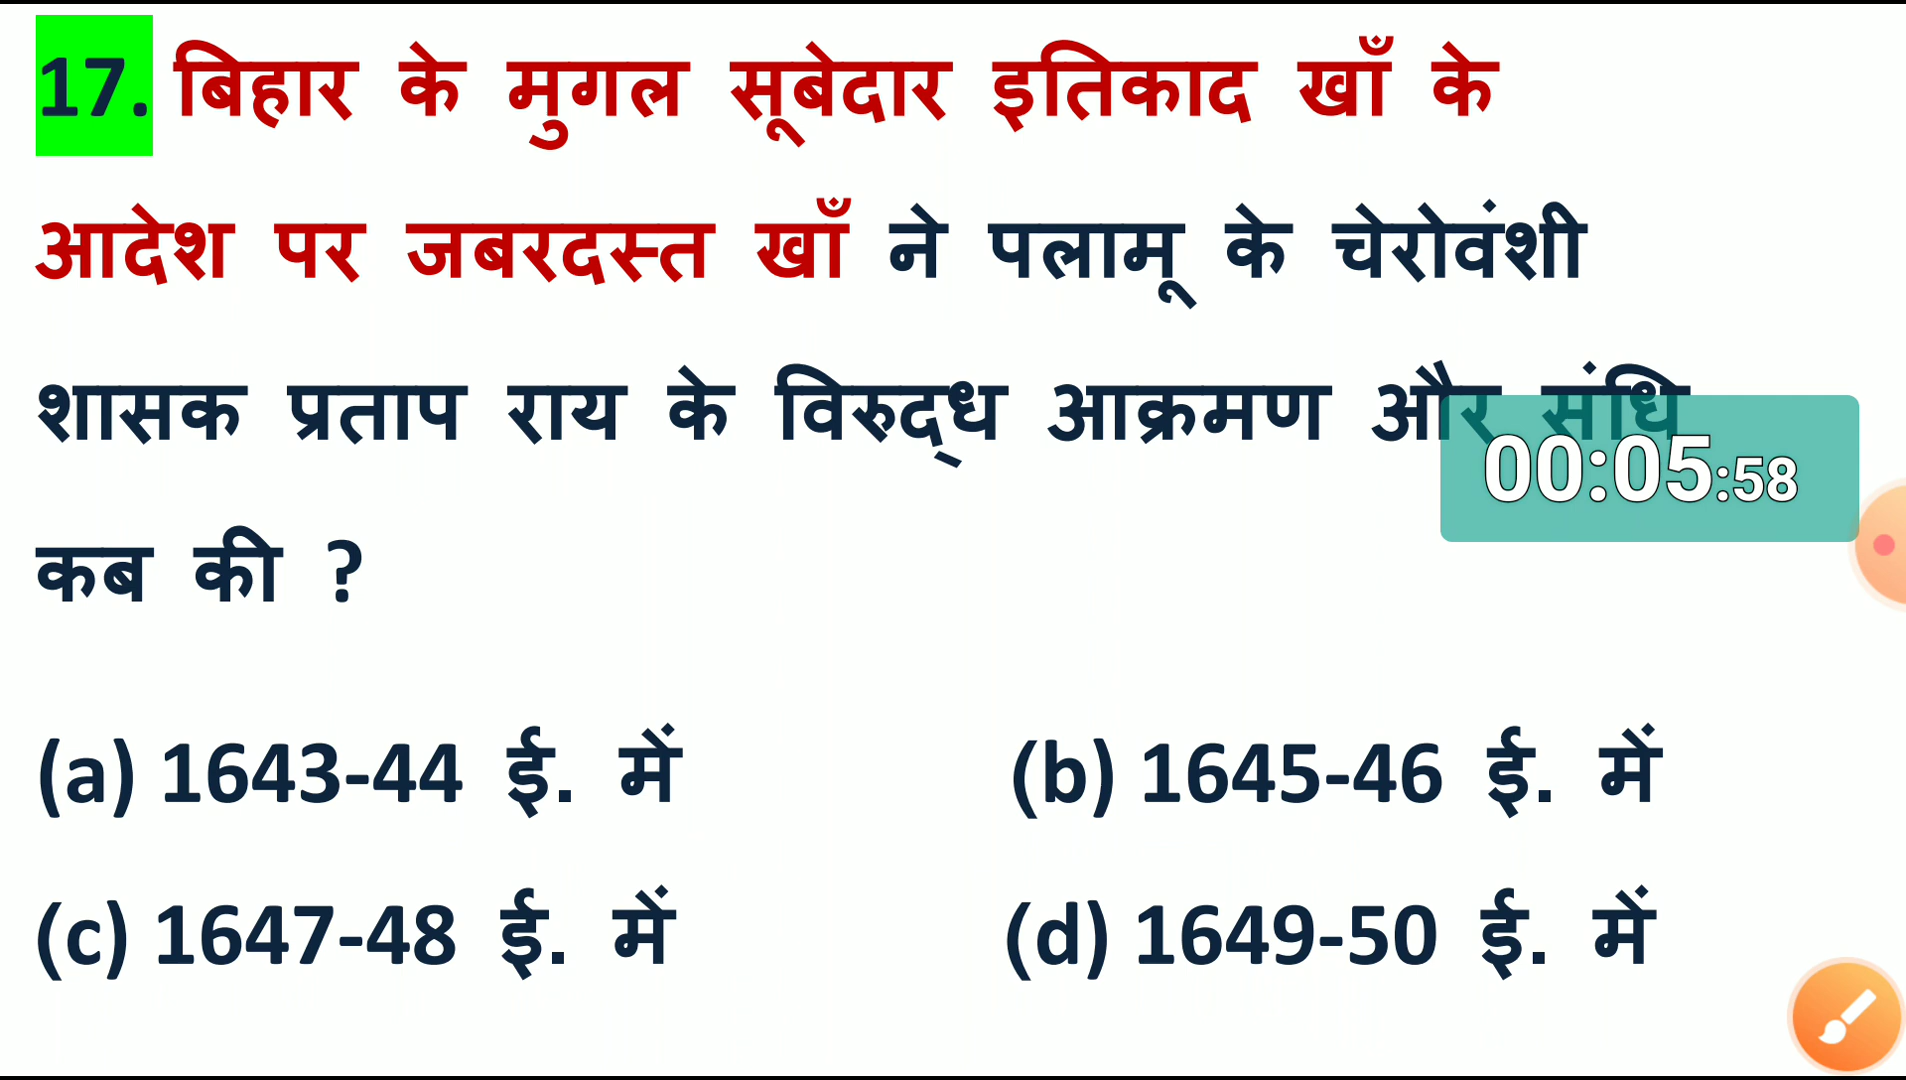 17. बिहार के मुगल सूबेदार इतिकाद खाँ के
आदेश पर जबरदस्त खाँ ने पलामू के चेरोवंशी
शासक प्रताप राय के विरुद्ध आक्रमण और संधि
00:05:58
कब की ?
(a) 1643-44 ई. में (b) 1645-46 ई. में
(c) 1647-48 ई. में (d) 1649-50 ई. में